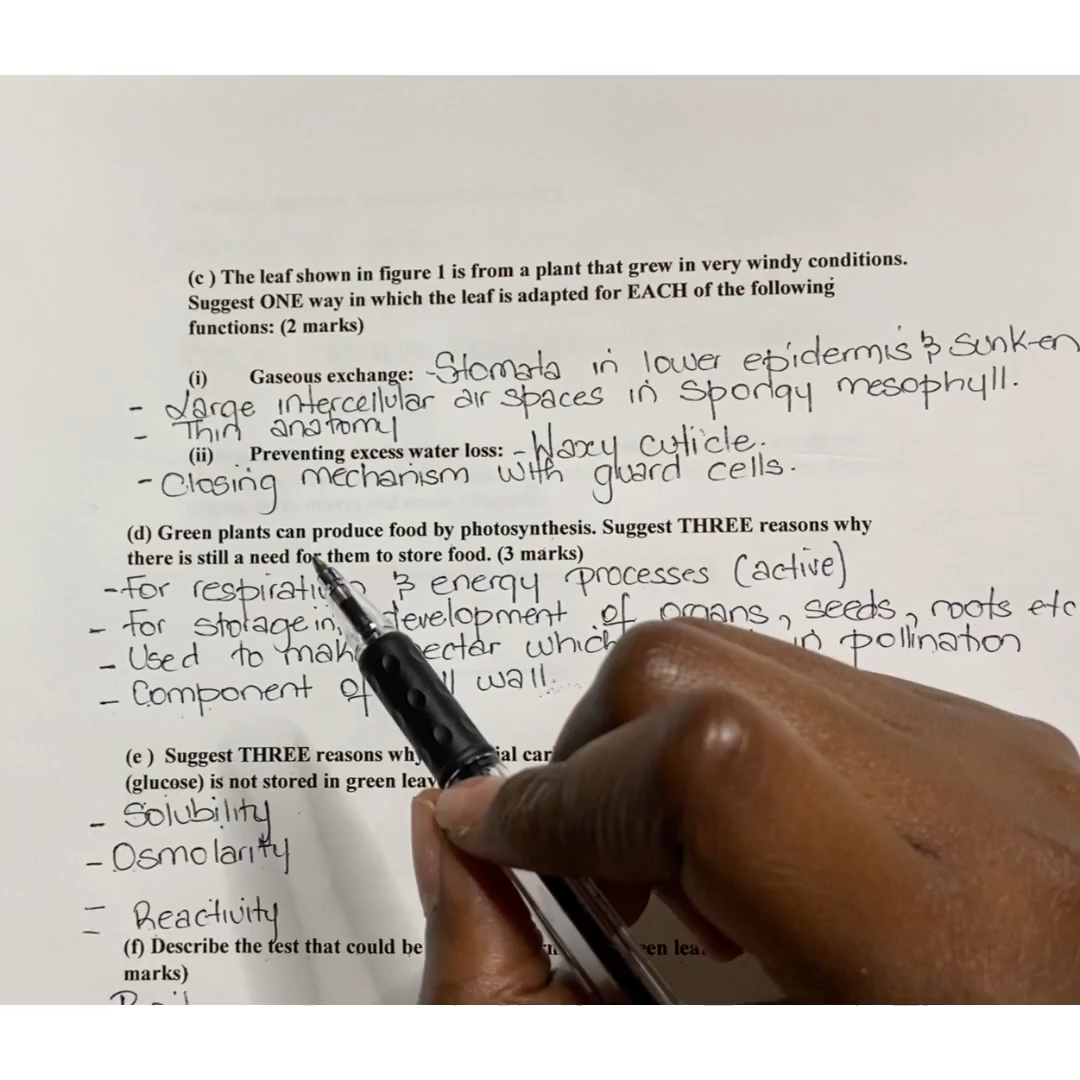 (c ) The leaf shown in figure 1 is from a plant that grew in very windy conditions.
Suggest ONE way in which the leaf is adapted for EACH of the following
functions: (2 marks)
(i) Gaseous exchange: - Stomata in lower epidermis & sunk-en
- Large intercellular air spaces in spongy mesophyll.
- Thin anatomy
(ii) Preventing excess water loss: - Waxy cuticle.
- Closing mechanism with guard cells.
(d) Green plants can produce food by photosynthesis. Suggest THREE reasons why
there is still a need for them to store food. (3 marks)
- For respiration & energy processes (active)
- For storage in, development of organs, seeds, roots etc
- Used to make nectar which in pollination
- Component of wall.
(e ) Suggest THREE reasons why
(glucose) is not stored in green
- Solubility
- Osmolarity
- Reactivity
(f) Describe the test that could be
marks)